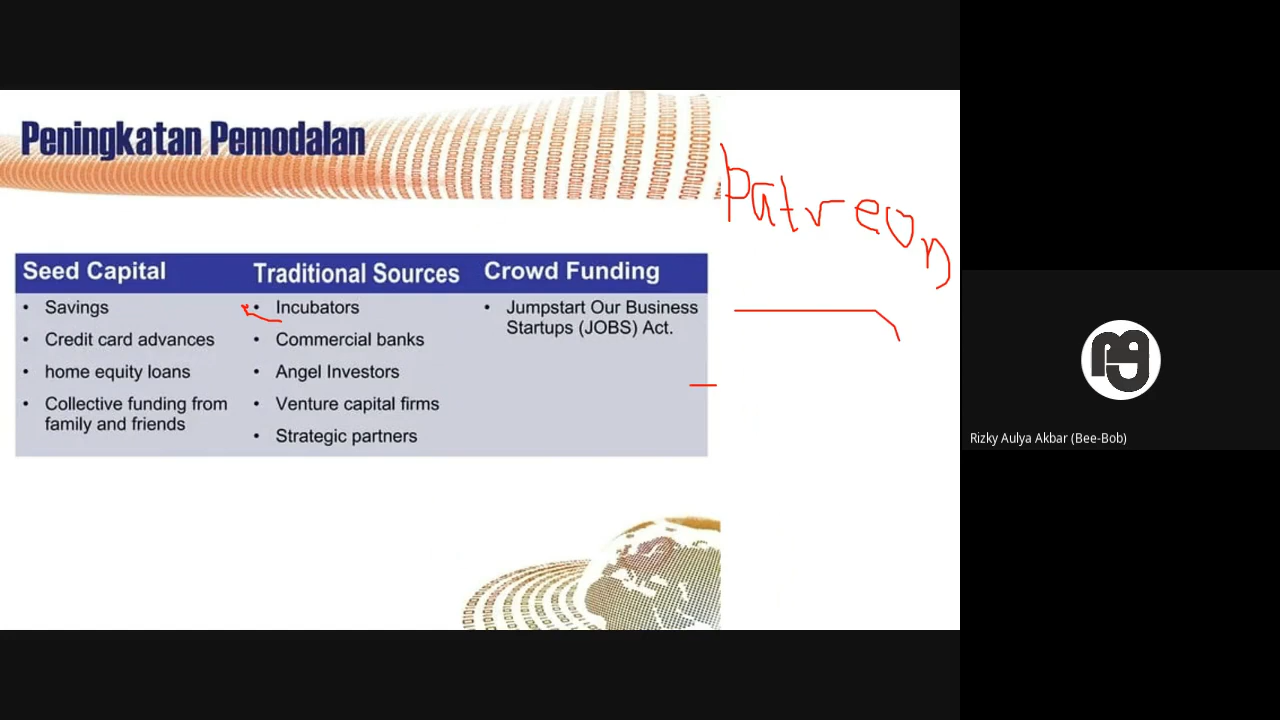 Peningkatan Pemodalan
Patreon
Seed Capital
• Savings
• Credit card advances
• home equity loans
• Collective funding from
family and friends
Traditional Sources
• Incubators
• Commercial banks
• Angel Investors
• Venture capital firms
• Strategic partners
Crowd Funding
• Jumpstart Our Business
Startups (JOBS) Act.
Rizky Aulya Akbar (Bee-Bob)